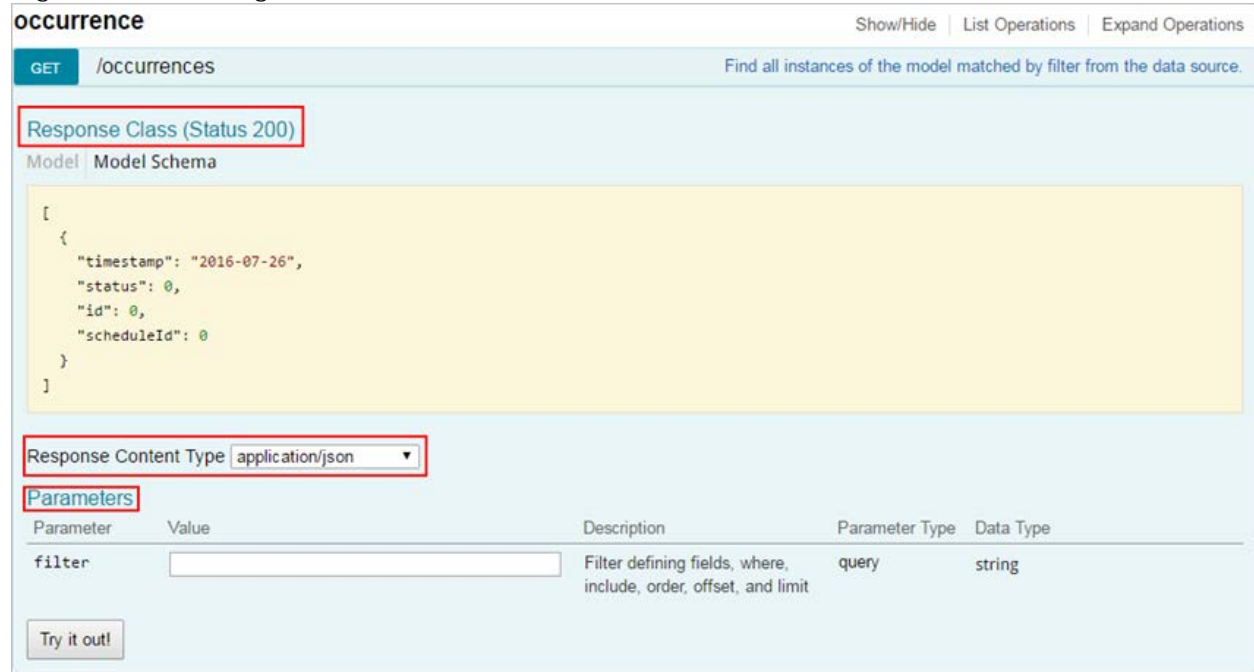 occurrence Show/Hide List Operations Expand Operations
GET /occurrences Find all instances of the model matched by filter from the data source.
Response Class (Status 200)
Model Model Schema
[
{
"timestamp": "2016-07-26",
"status": 0,
"id": 0,
"scheduleId": 0
}
]
Response Content Type application/json
Parameters
Parameter Value Description Parameter Type Data Type
filter Filter defining fields, where, query string
include, order, offset, and limit
Try it out!